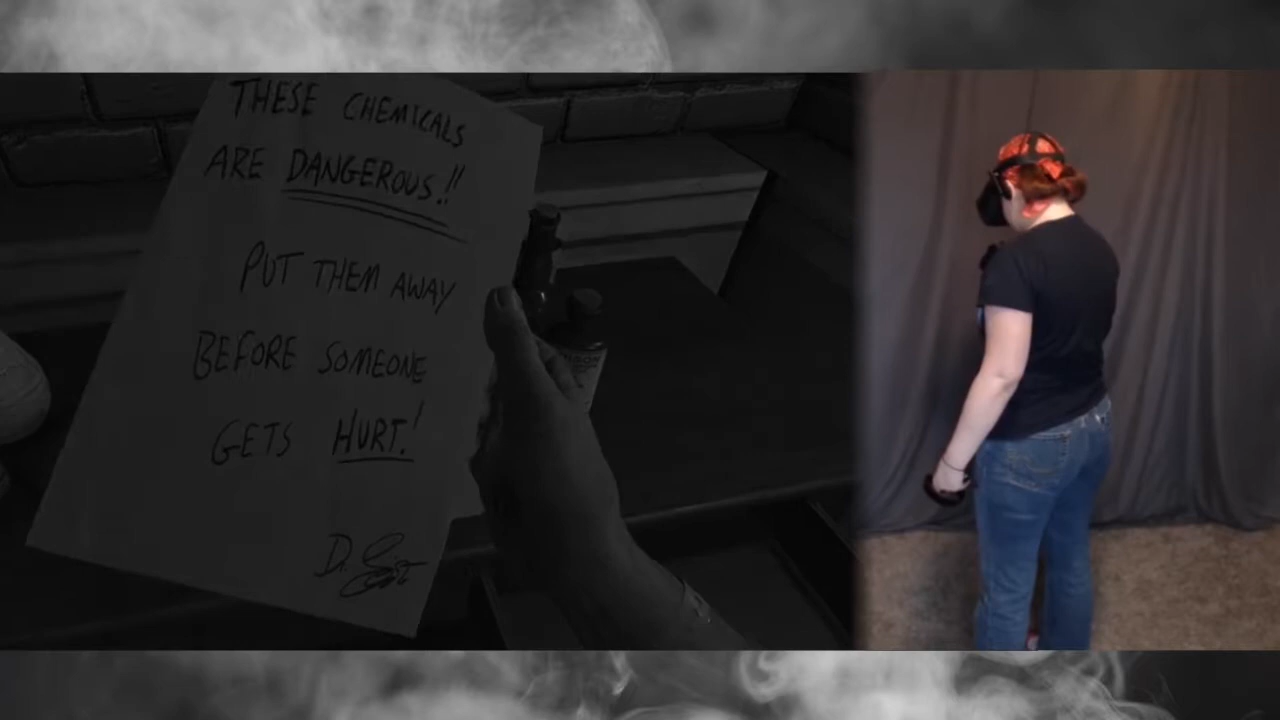 THESE CHEMICALS
ARE DANGEROUS!!
PUT THEM AWAY
BEFORE SOMEONE
GETS HURT!